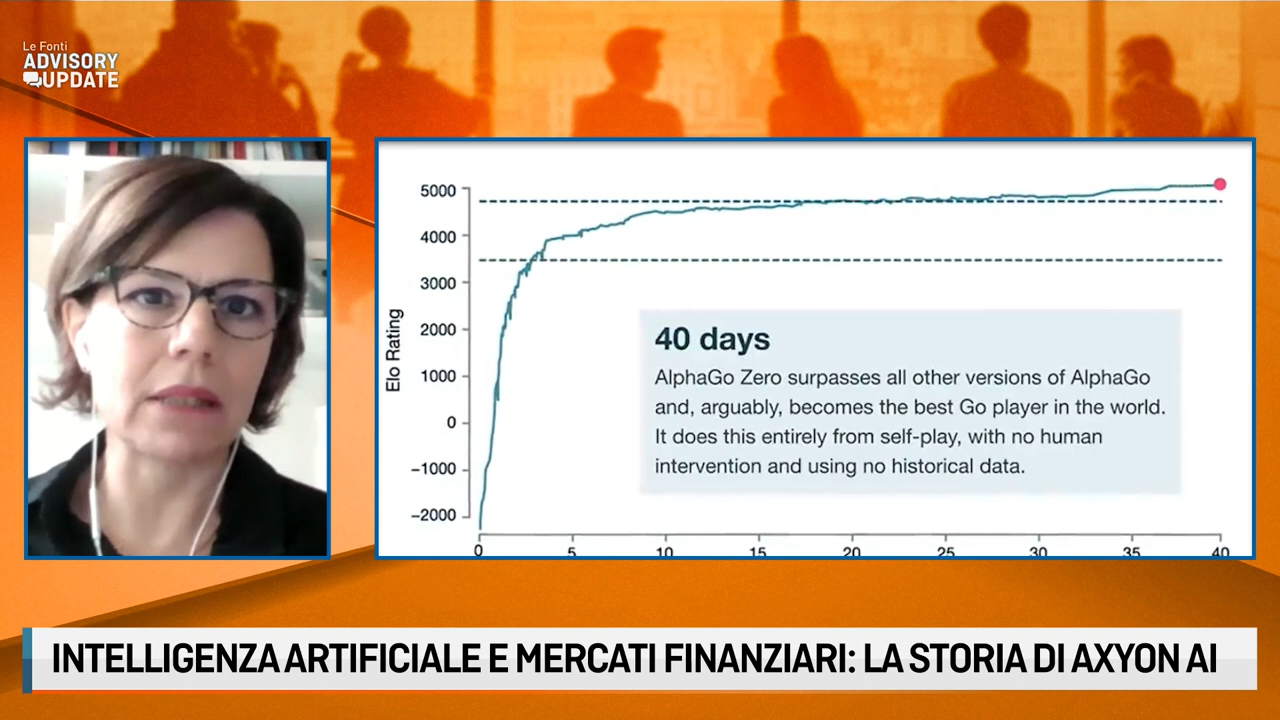 Le Fonti
ADVISORY
UPDATE
5000
4000
3000
2000
1000
0
−1000
−2000
Elo Rating
40 days
AlphaGo Zero surpasses all other versions of AlphaGo
and, arguably, becomes the best Go player in the world.
It does this entirely from self-play, with no human
intervention and using no historical data.
0 5 10 15 20 25 30 35 40
INTELLIGENZA ARTIFICIALE E MERCATI FINANZIARI: LA STORIA DI AXYON AI